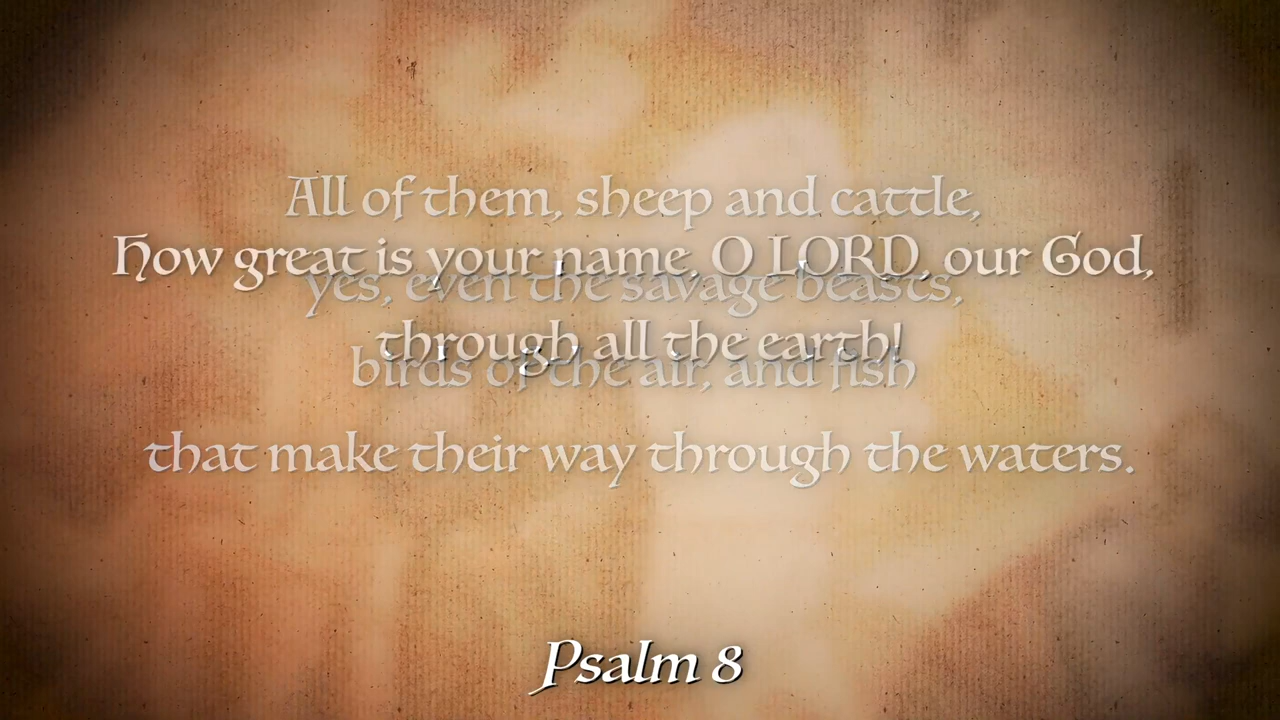 All of them, sheep and cattle,
How great is your name, O LORD, our God,
yes, even the savage beasts,
through all the earth!
birds of the air, and fish
that make their way through the waters.
Psalm 8